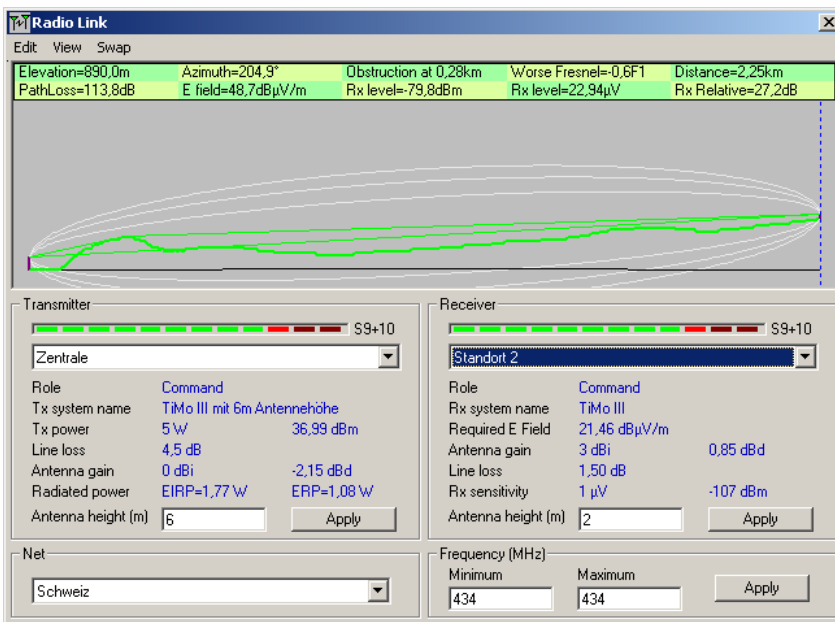 Radio Link
Edit View Swap
Elevation=890,0m Azimuth=204,9° Obstruction at 0,28km Worse Fresnel=-0,6F1 Distance=2,25km
PathLoss=113,8dB E field=48,7dBµV/m Rx level=-79,8dBm Rx level=22,94µV Rx Relative=27,2dB
Transmitter
S9+10
Zentrale
Role Command
Tx system name TiMo III mit 6m Antennehöhe
Tx power 5 W 36,99 dBm
Line loss 4,5 dB
Antenna gain 0 dBi -2,15 dBd
Radiated power EIRP=1,77 W ERP=1,08 W
Antenna height (m) 6 Apply
Net
Schweiz
Receiver
S9+10
Standort 2
Role Command
Rx system name TiMo III
Required E Field 21,46 dBµV/m
Antenna gain 3 dBi 0,85 dBd
Line loss 1,50 dB
Rx sensitivity 1 µV -107 dBm
Antenna height (m) 2 Apply
Frequency (MHz)
Minimum Maximum
434 434 Apply